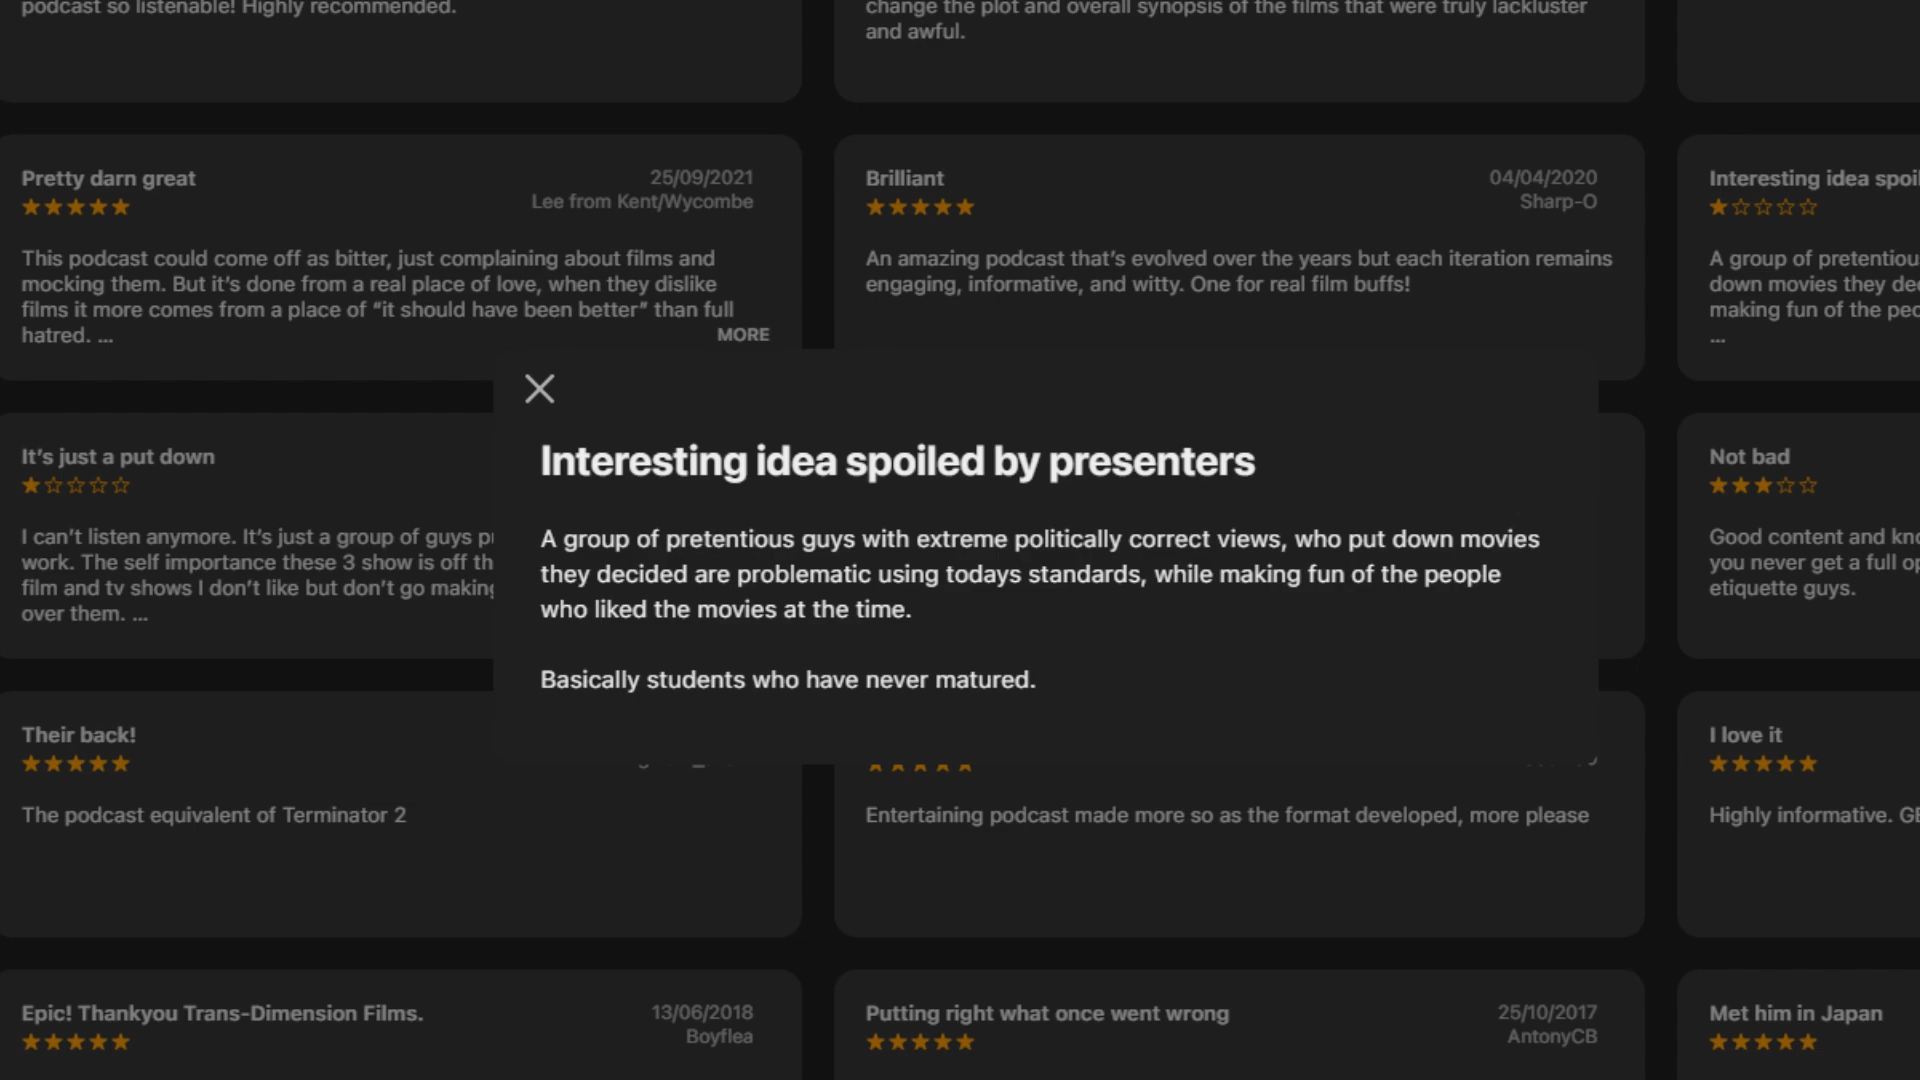 podcast so listenable! Highly recommended.
change the plot and overall synopsis of the films that were truly lackluster
and awful.
Pretty darn great
25/09/2021
Lee from Kent/Wycombe
This podcast could come off as bitter, just complaining about films and
mocking them. But it's done from a real place of love, when they dislike
films it more comes from a place of “it should have been better” than full
hatred. ...
MORE
Brilliant
04/04/2020
Sharp-O
An amazing podcast that's evolved over the years but each iteration remains
engaging, informative, and witty. One for real film buffs!
Interesting idea
A group of
down movies they
making fun of the
...
Interesting idea spoiled by presenters
A group of pretentious guys with extreme politically correct views, who put down movies
they decided are problematic using todays standards, while making fun of the people
who liked the movies at the time.
Basically students who have never matured.
It's just a put down
I can't listen anymore. It's just a group of guys
work. The self importance these 3 show is off
film and tv shows I don't like but don't go
over them. ...
Not bad
Good content and
you never get a full
etiquette guys.
Their back!
The podcast equivalent of Terminator 2
Entertaining podcast made more so as the format developed, more please
I love it
Highly informative.
Epic! Thankyou Trans-Dimension Films.
13/06/2018
Boyflea
Putting right what once went wrong
25/10/2017
AntonyCB
Met him in Japan